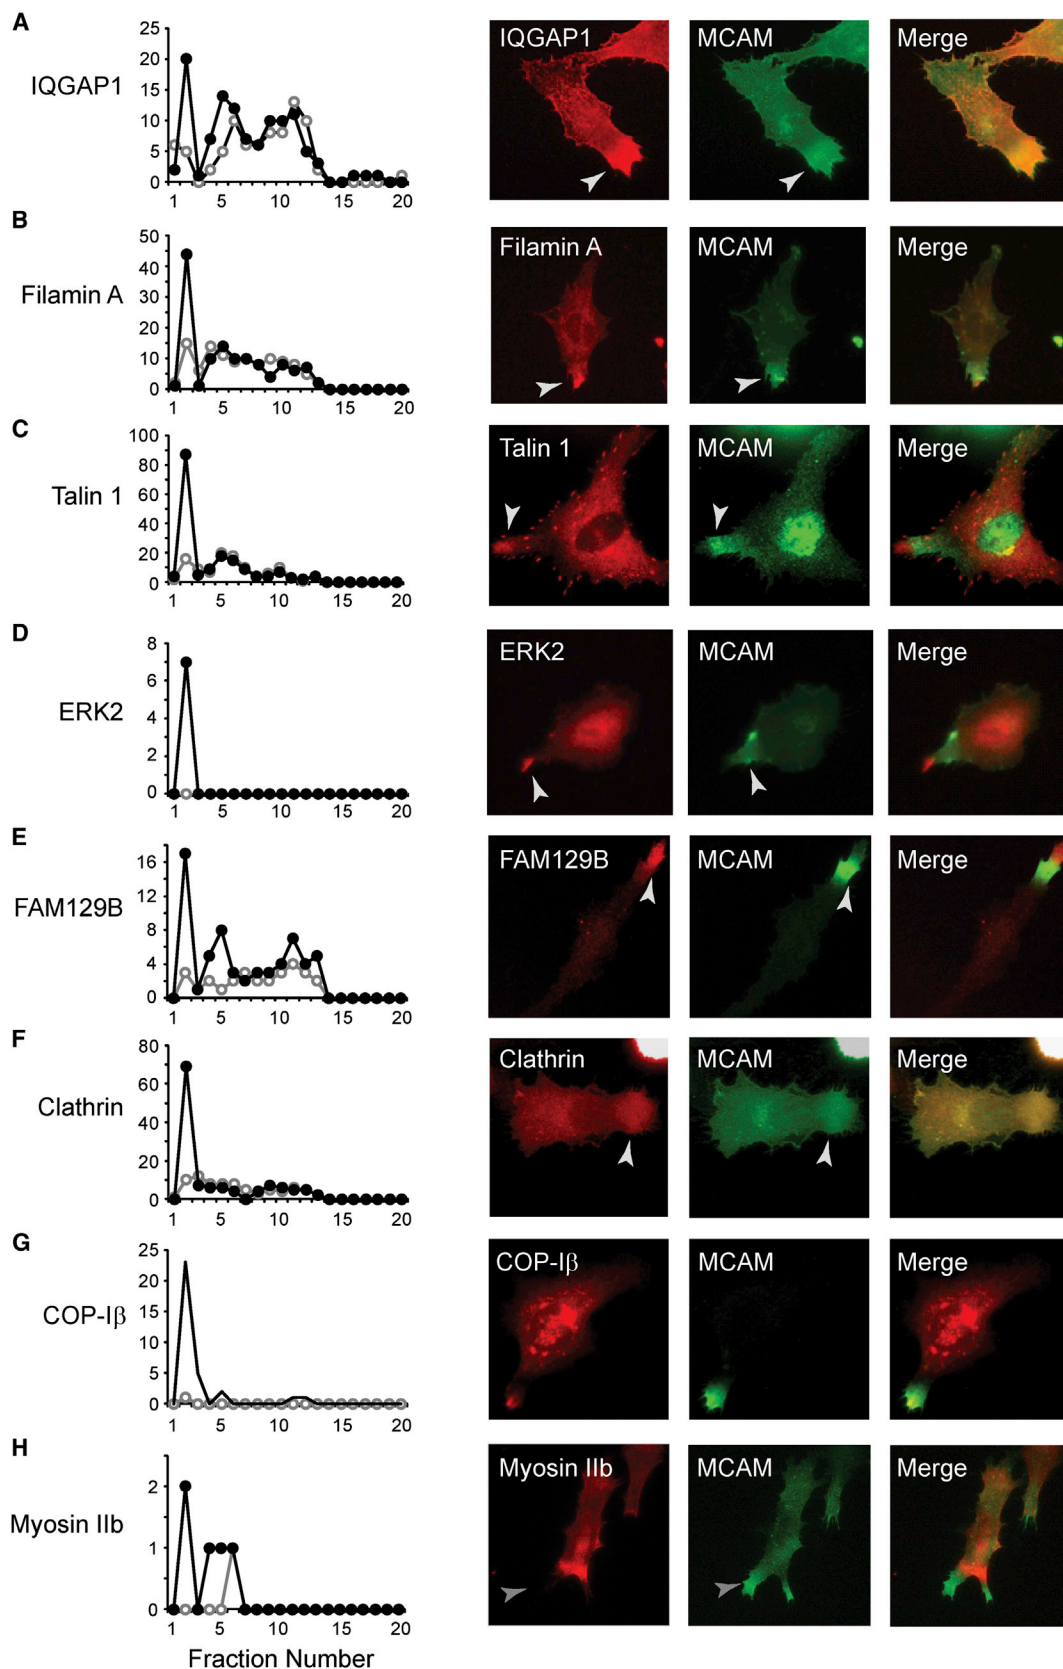 A
IQGAP1
25
20
15
10
5
0
1 5 10 15 20
IQGAP1 MCAM Merge
B
Filamin A
50
40
30
20
10
0
1 5 10 15 20
Filamin A MCAM Merge
C
Talin 1
100
80
60
40
20
0
1 5 10 15 20
Talin 1 MCAM Merge
D
ERK2
8
6
4
2
0
1 5 10 15 20
ERK2 MCAM Merge
E
FAM129B
16
12
8
4
0
1 5 10 15 20
FAM129B MCAM Merge
F
Clathrin
80
60
40
20
0
1 5 10 15 20
Clathrin MCAM Merge
G
COP-Iβ
25
20
15
10
5
0
1 5 10 15 20
COP-Iβ MCAM Merge
H
Myosin IIb
2
1
0
1 5 10 15 20
Fraction Number
Myosin IIb MCAM Merge